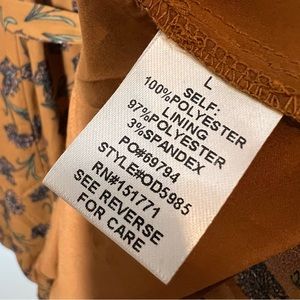 L
SELF:
100%POLYESTER
LINING
97%POLYESTER
3%SPANDEX
PO#69794
STYLE#OD5985
RN#151771
SEE REVERSE
FOR CARE